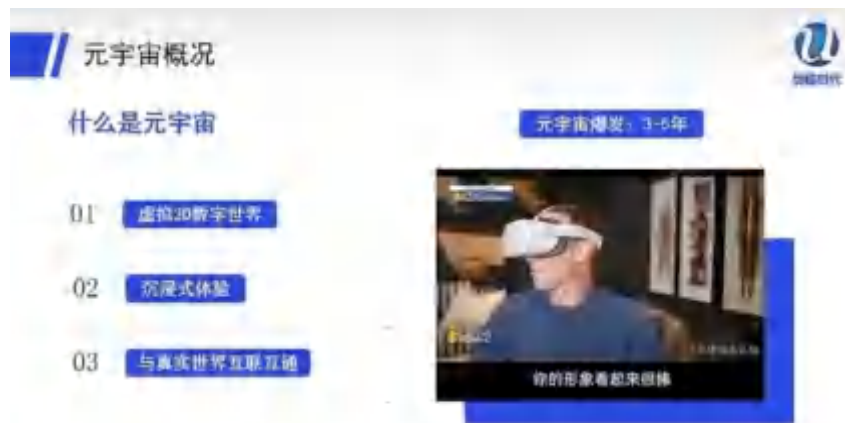 元宇宙概况
什么是元宇宙
元宇宙爆发：3-5年
01 虚拟3D数字世界
02 沉浸式体验
03 与真实世界互联互通
你的形象看起来很棒